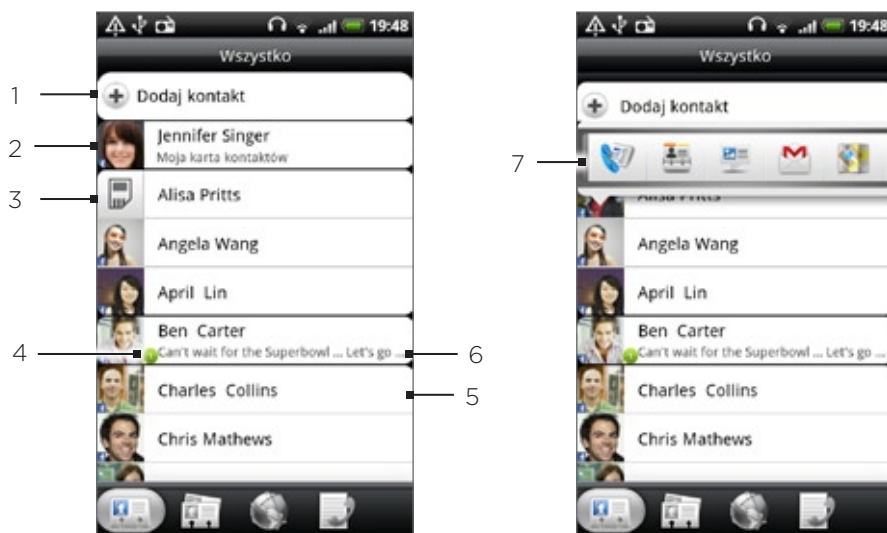 19:48
Wszystko
1
Dodaj kontakt
2
Jennifer Singer
Moja karta kontaktów
3
Alisa Pritts
Angela Wang
April Lin
Ben Carter
4
Can't wait for the Superbowl ... Let's go ...
6
Charles Collins
5
Chris Mathews
19:48
Wszystko
Dodaj kontakt
7
Alisa Pritts
Angela Wang
April Lin
Ben Carter
Can't wait for the Superbowl ... Let's go ...
Charles Collins
Chris Mathews